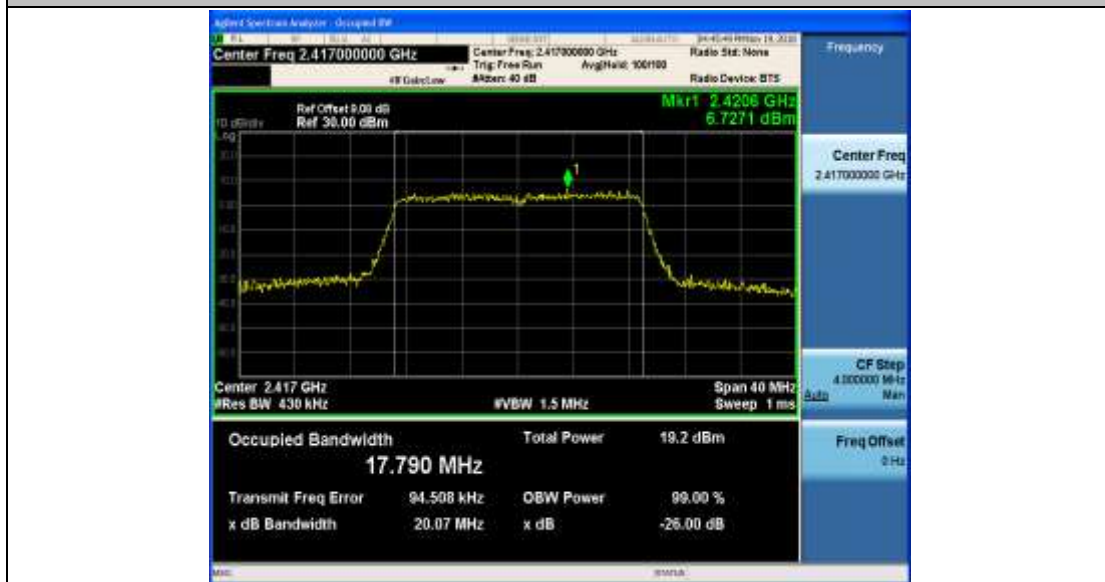 Agilent Spectrum Analyzer - Occupied BW
Center Freq 2.417000000 GHz
Center Freq: 2.417000000 GHz
Radio Std: None
Trig: Free Run
Avg|Hold: 100/100
#IFGain:Low
#Atten: 40 dB
Radio Device: BTS
Ref Offset 9.08 dB
Mkr1 2.4206 GHz
10 dB/div
Ref 30.00 dBm
6.7271 dBm
Log
1
Center 2.417 GHz
Span 40 MHz
#Res BW 430 kHz
#VBW 1.5 MHz
Sweep 1 ms
Occupied Bandwidth
Total Power
19.2 dBm
17.790 MHz
Transmit Freq Error
94.508 kHz
OBW Power
99.00 %
x dB Bandwidth
20.07 MHz
x dB
-26.00 dB
MSG
STATUS
Frequency
Center Freq
2.417000000 GHz
CF Step
4.000000 MHz
Auto
Man
Freq Offset
0 Hz